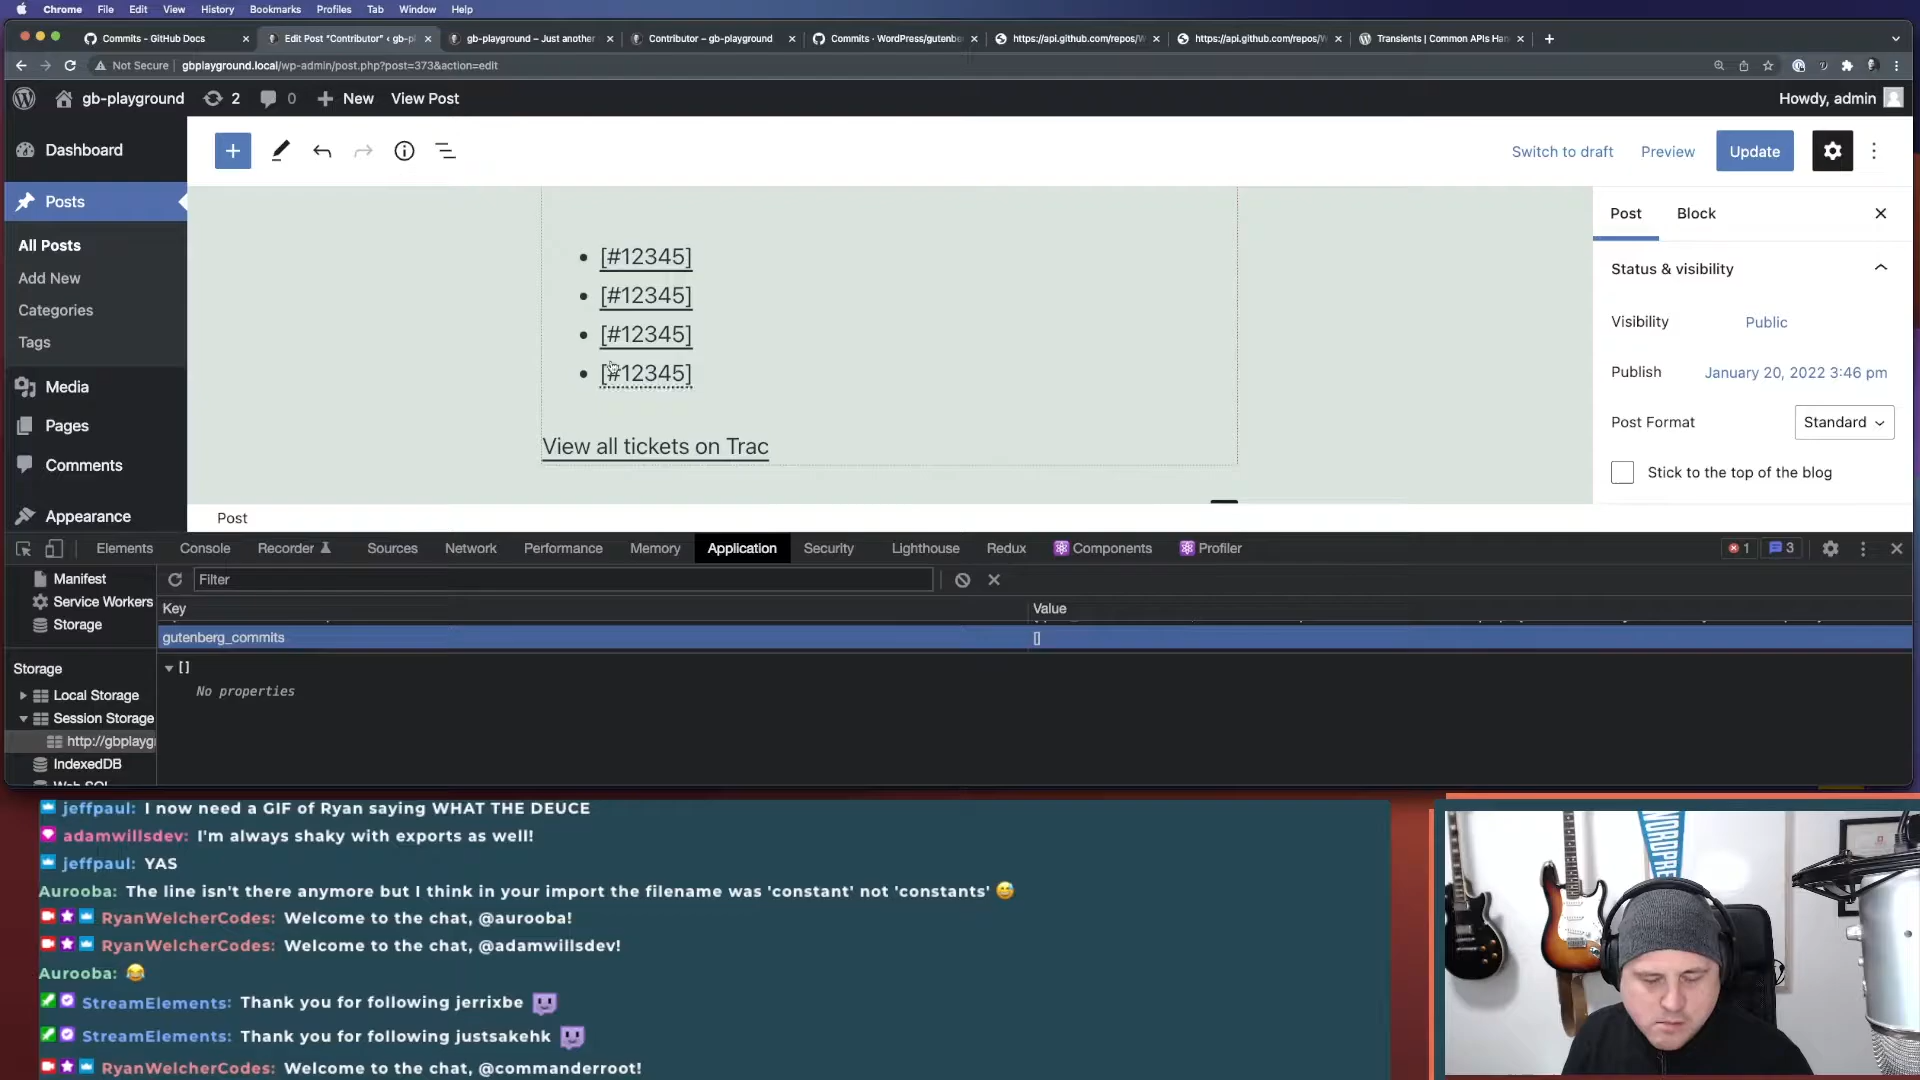 Chrome File Edit View History Bookmarks Profiles Tab Window Help
Commits - GitHub Docs
Edit Post "Contributor" ‹ gb-pl
gb-playground – Just another
Contributor – gb-playground
Commits · WordPress/gutenbe
https://api.github.com/repos/W
https://api.github.com/repos/W
Transients | Common APIs Han
Not Secure gbplayground.local/wp-admin/post.php?post=373&action=edit
gb-playground 2 0 New View Post Howdy, admin
Dashboard
Posts
All Posts
Add New
Categories
Tags
Media
Pages
Comments
Appearance
Switch to draft Preview Update
[#12345]
[#12345]
[#12345]
[#12345]
View all tickets on Trac
Post
Post Block
Status & visibility
Visibility Public
Publish January 20, 2022 3:46 pm
Post Format Standard
Stick to the top of the blog
Elements Console Recorder Sources Network Performance Memory Application Security Lighthouse Redux Components Profiler 1 3
Manifest
Service Workers
Storage
Storage
Local Storage
Session Storage
http://gbplaygr
IndexedDB
Filter
Key Value
gutenberg_commits []
[]
No properties
jeffpaul: I now need a GIF of Ryan saying WHAT THE DEUCE
adamwillsdev: I'm always shaky with exports as well!
jeffpaul: YAS
Aurooba: The line isn't there anymore but I think in your import the filename was 'constant' not 'constants' 😅
RyanWelcherCodes: Welcome to the chat, @aurooba!
RyanWelcherCodes: Welcome to the chat, @adamwillsdev!
Aurooba: 😂
StreamElements: Thank you for following jerrixbe
StreamElements: Thank you for following justsakehk
RyanWelcherCodes: Welcome to the chat, @commanderroot!
WORDPRE